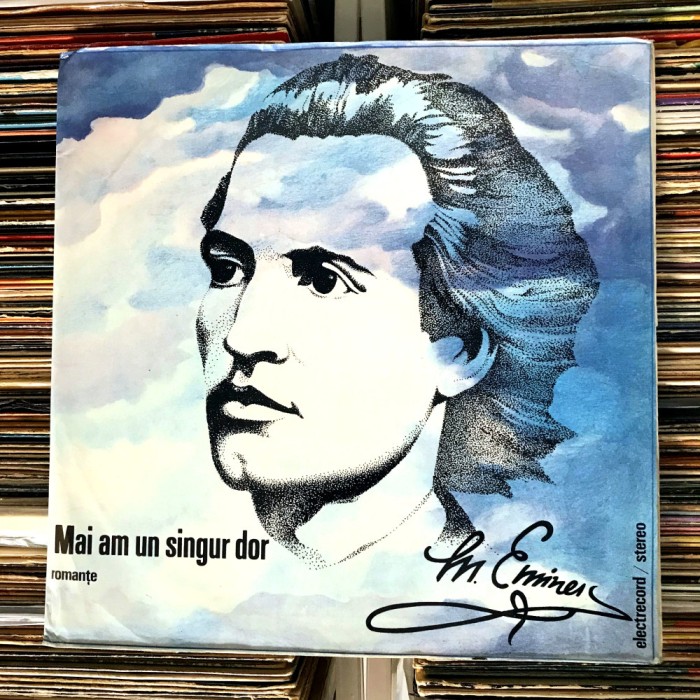 Mai am un singur dor
romanțe
M. Eminescu
electrecord / stereo